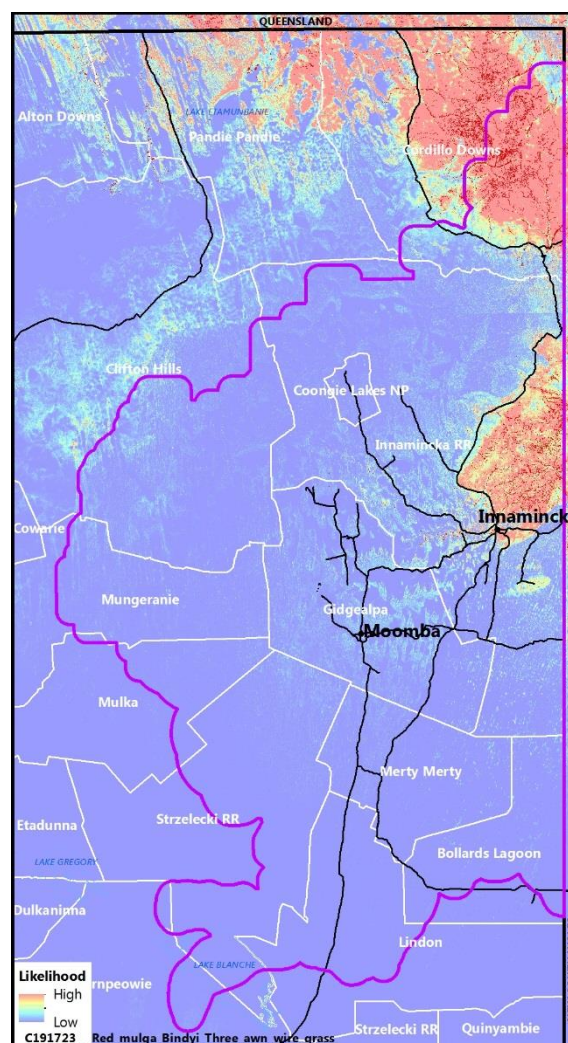 QUEENSLAND
LAKE ETAMUNBANIE
Alton Downs
Pandie Pandie
Cordillo Downs
Clifton Hills
Coongie Lakes NP
Innamincka RR
Innaminck
Cowarie
Mungeranie
Gidgealpa
Moomba
Mulka
Merty Merty
Etadunna
Strzelecki RR
LAKE GREGORY
Bollards Lagoon
Dulkaninna
Lindon
LAKE BLANCHE
Likelihood
High
Low
rnpeowie
Strzelecki RR
Quinyambie
C191723 Red mulga Bindyi Three awn wire grass